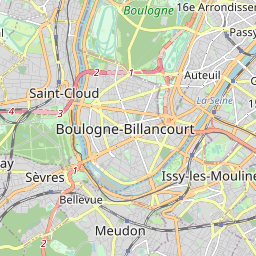 16e Arrondissem
Boulogne
Passy
Auteuil
2
1
Saint-Cloud
La Seine
4
3
Boulogne-Billancourt
Sèvres
1
Issy-les-Mouline
Bellevue
Meudon